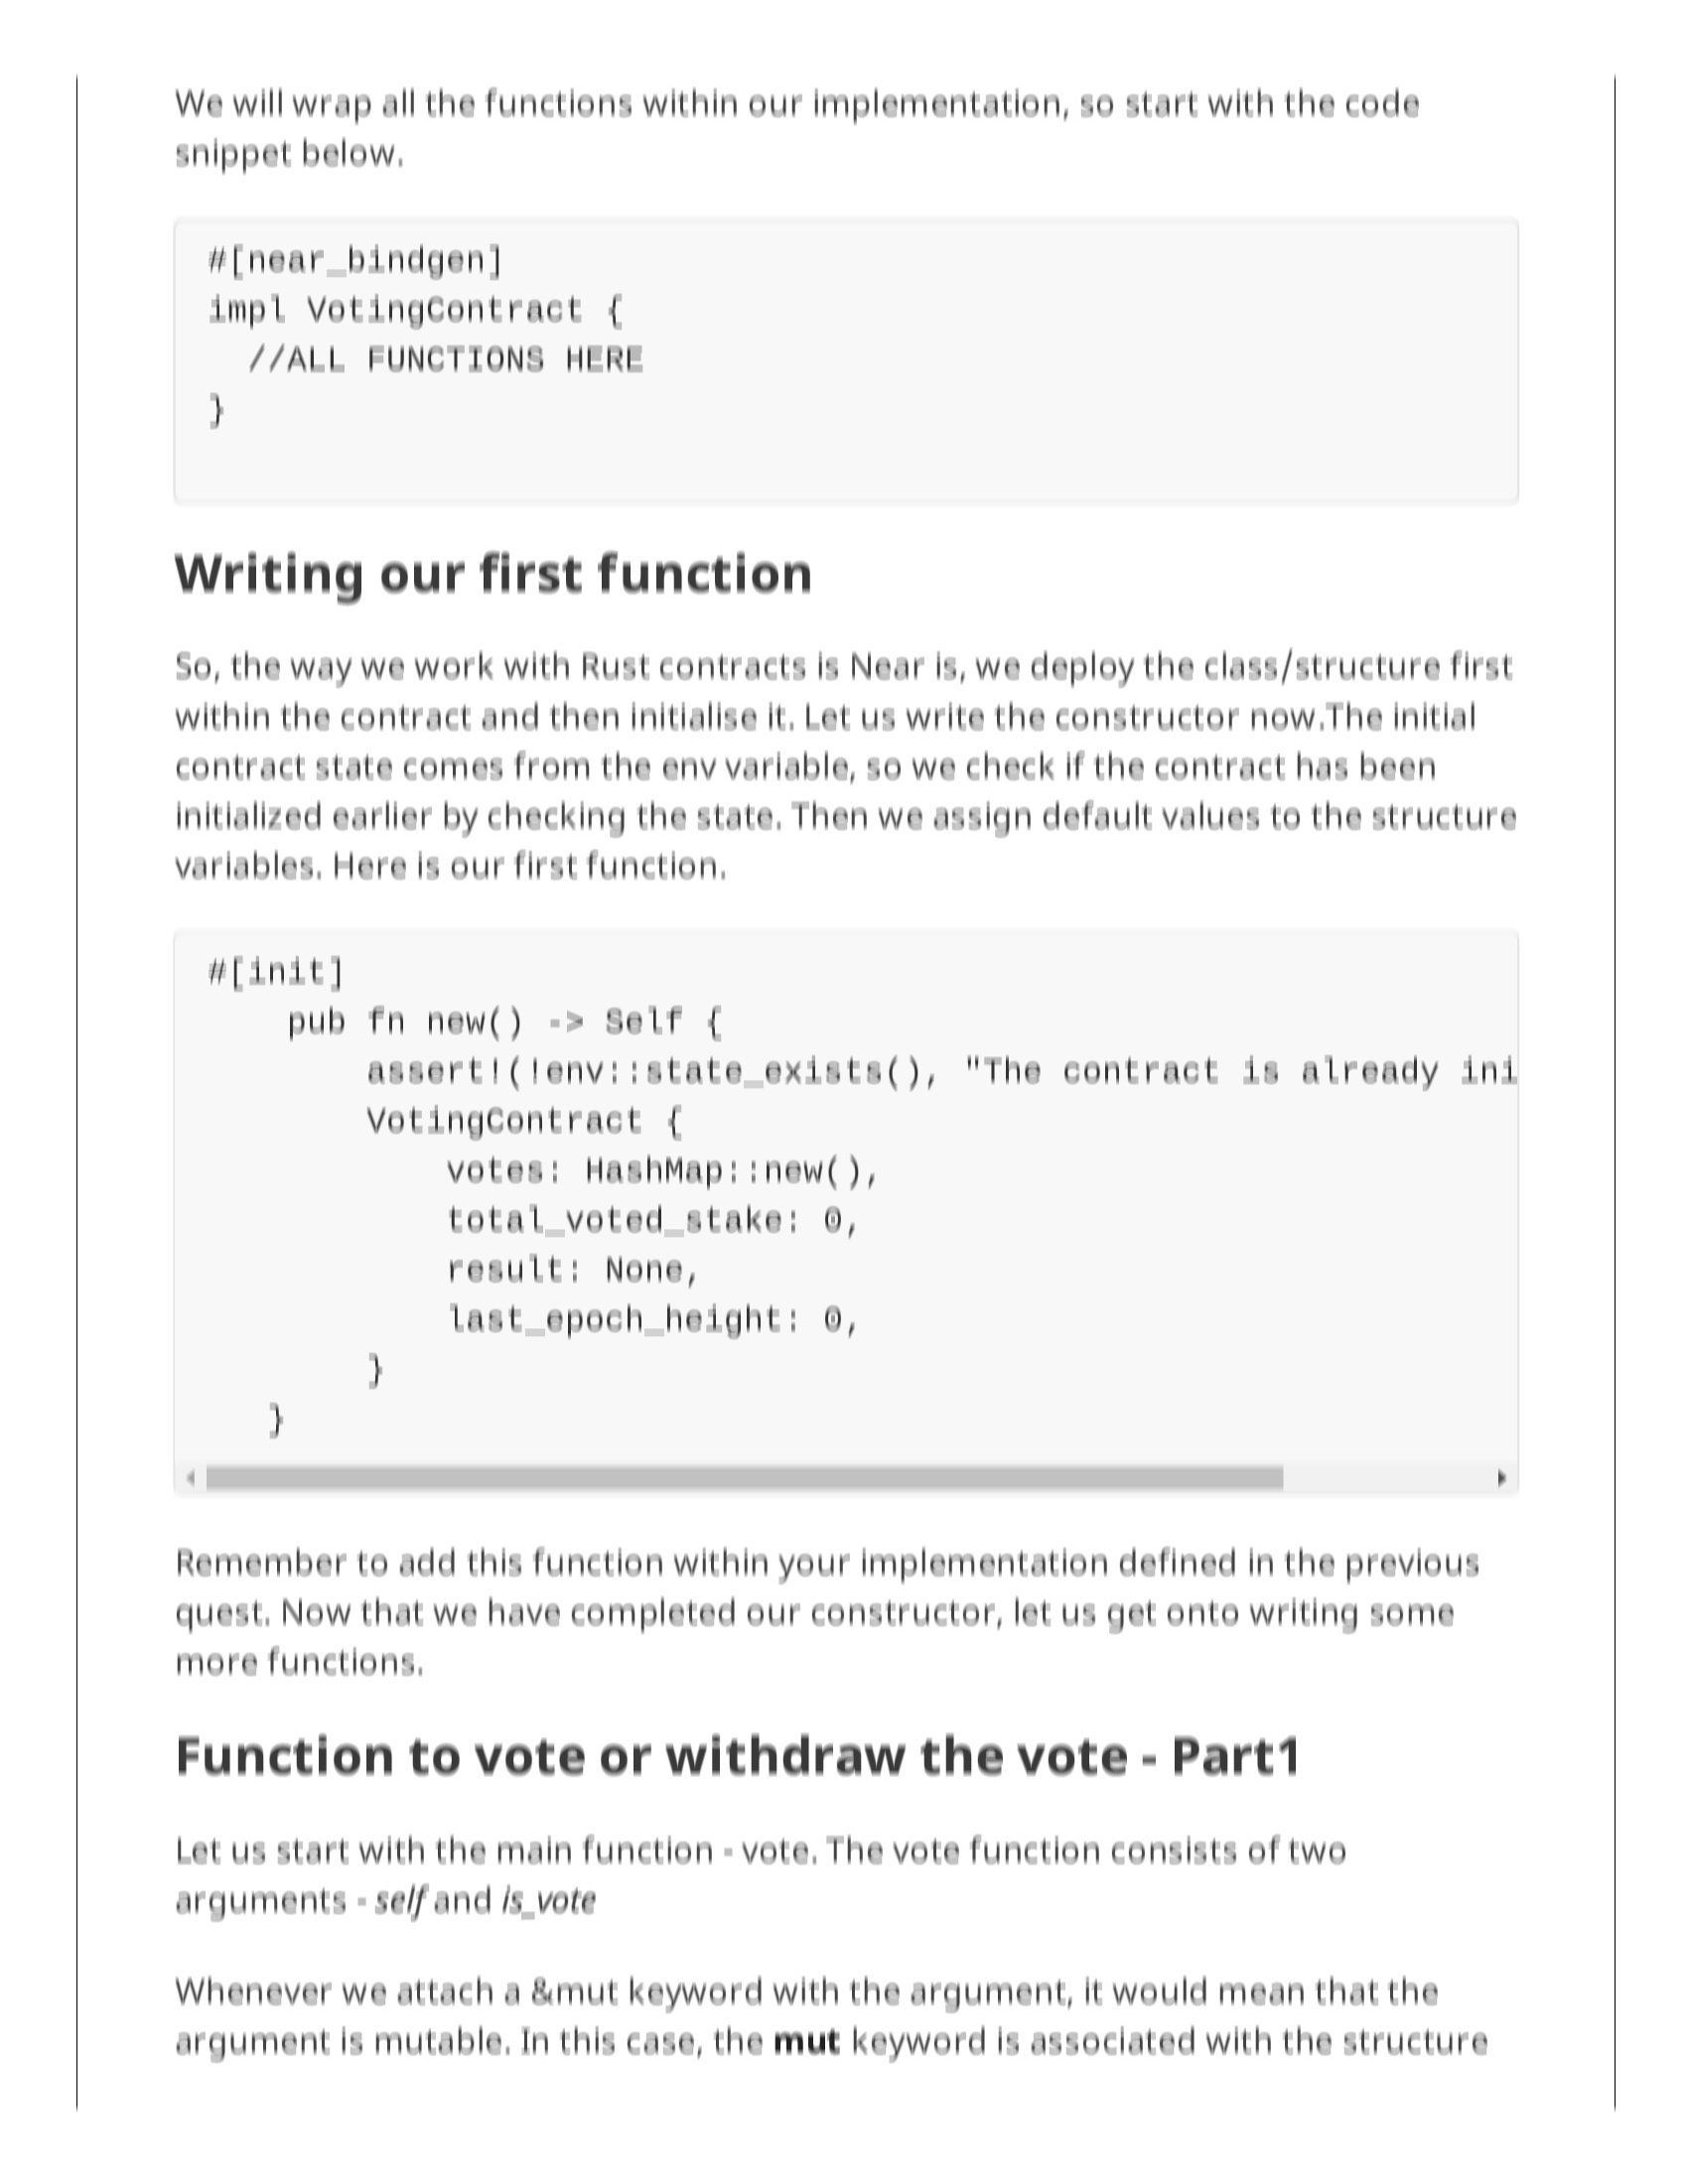 We will wrap all the functions within our implementation, so start with the code
snippet below.
#[near_bindgen]
impl VotingContract {
  //ALL FUNCTIONS HERE
}
Writing our first function
So, the way we work with Rust contracts is Near is, we deploy the class/structure first
within the contract and then initialise it. Let us write the constructor now.The initial
contract state comes from the env variable, so we check if the contract has been
initialized earlier by checking the state. Then we assign default values to the structure
variables. Here is our first function.
#[init]
    pub fn new() -> Self {
        assert!(!env::state_exists(), "The contract is already ini
        VotingContract {
            votes: HashMap::new(),
            total_voted_stake: 0,
            result: None,
            last_epoch_height: 0,
        }
   }
Remember to add this function within your implementation defined in the previous
quest. Now that we have completed our constructor, let us get onto writing some
more functions.
Function to vote or withdraw the vote - Part1
Let us start with the main function - vote. The vote function consists of two
arguments - self and is_vote
Whenever we attach a &mut keyword with the argument, it would mean that the
argument is mutable. In this case, the mut keyword is associated with the structure